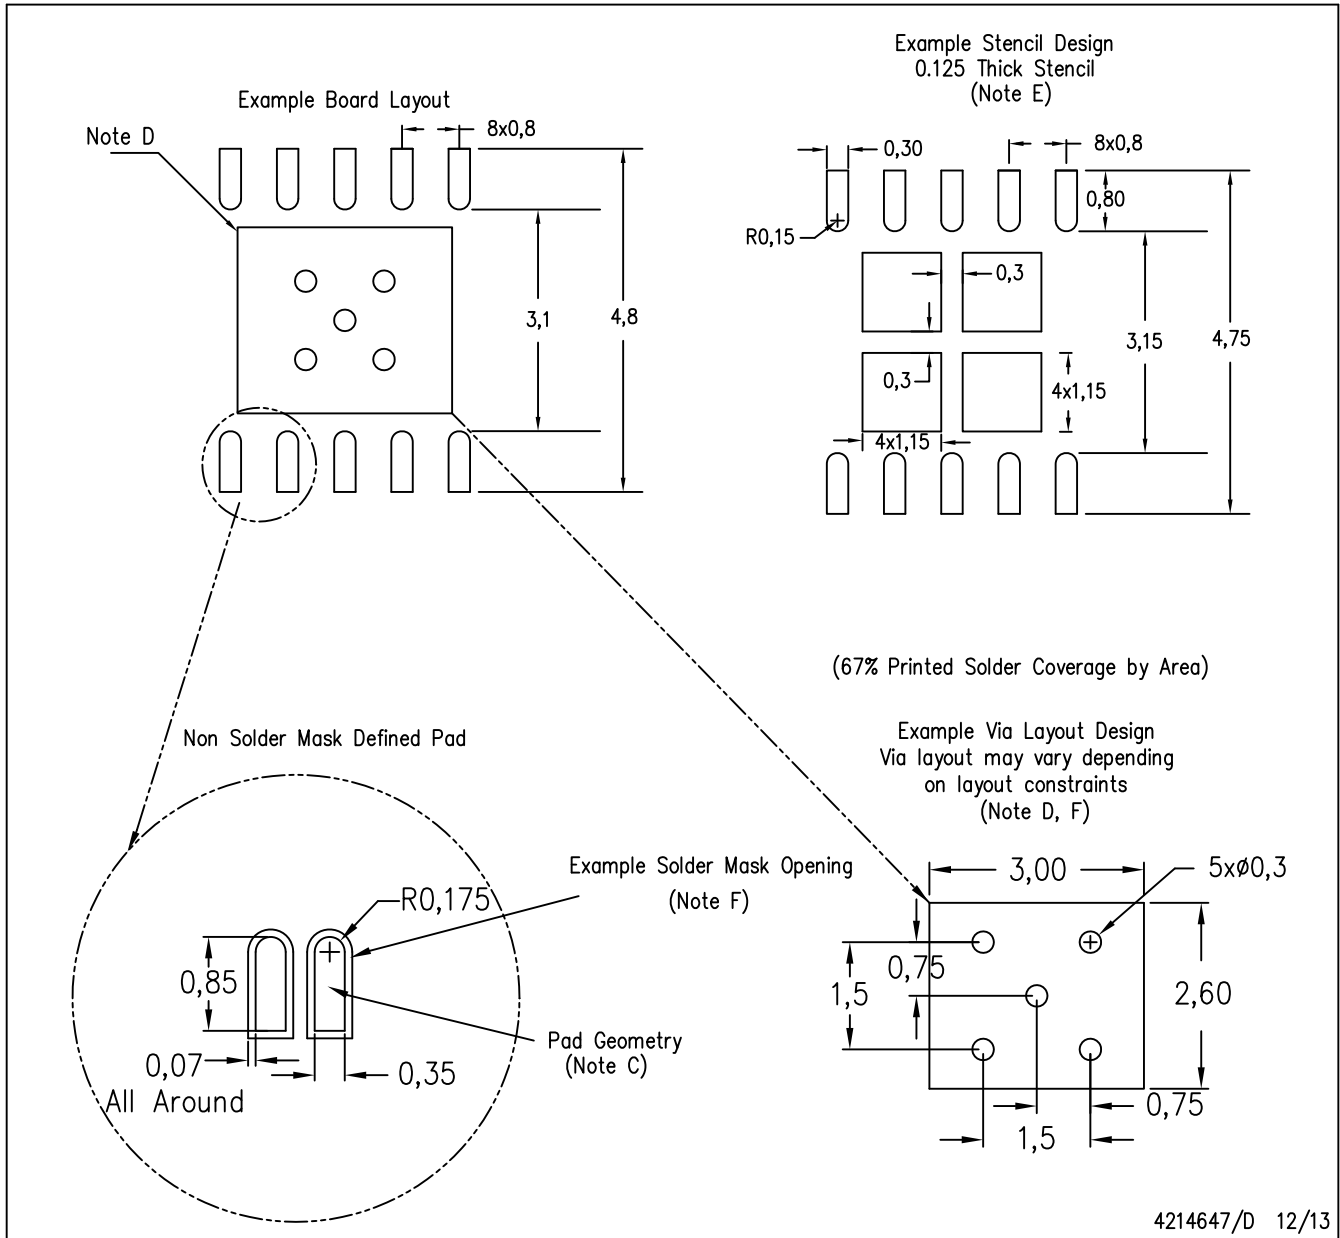 Example Stencil Design
0.125 Thick Stencil
(Note E)
Example Board Layout
Note D
8x0,8
3,1
4,8
0,30
8x0,8
0,80
R0,15
0,3
3,15
4,75
0,3
4x1,15
4x1,15
(67% Printed Solder Coverage by Area)
Non Solder Mask Defined Pad
Example Via Layout Design
Via layout may vary depending
on layout constraints
(Note D, F)
Example Solder Mask Opening
(Note F)
R0,175
0,85
Pad Geometry
(Note C)
0,07
All Around
0,35
3,00
5xø0,3
0,75
1,5
2,60
0,75
1,5
4214647/D 12/13